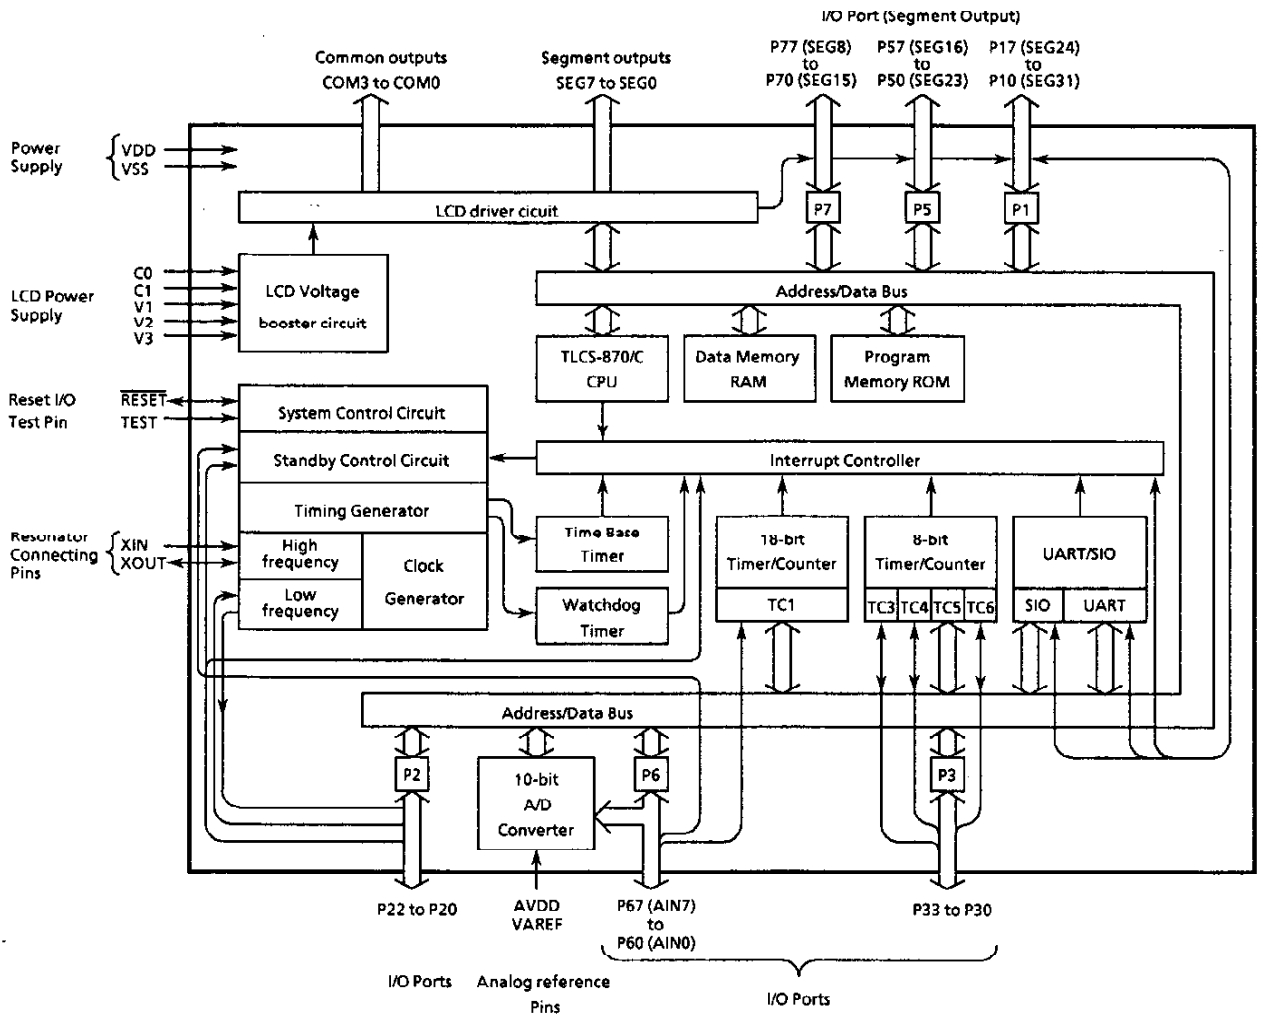 I/O Port (Segment Output)
Common outputs
COM3 to COM0
Segment outputs
SEG7 to SEG0
P77 (SEG8)
to
P70 (SEG15)
P57 (SEG16)
to
P50 (SEG23)
P17 (SEG24)
to
P10 (SEG31)
Power
Supply
VDD
VSS
LCD driver cicuit
P7
P5
P1
LCD Power
Supply
C0
C1
V1
V2
V3
LCD Voltage
booster circuit
Address/Data Bus
TLCS-870/C
CPU
Data Memory
RAM
Program
Memory ROM
Reset I/O
RESET
Test Pin
TEST
System Control Circuit
Standby Control Circuit
Interrupt Controller
Timing Generator
Resonator
Connecting
Pins
XIN
XOUT
High
frequency
Low
frequency
Clock
Generator
Time Base
Timer
Watchdog
Timer
18-bit
Timer/Counter
TC1
8-bit
Timer/Counter
TC3
TC4
TC5
TC6
UART/SIO
SIO
UART
Address/Data Bus
P2
10-bit
A/D
Converter
P6
P3
P22 to P20
AVDD
VAREF
P67 (AIN7)
to
P60 (AIN0)
P33 to P30
I/O Ports
Analog reference
Pins
I/O Ports